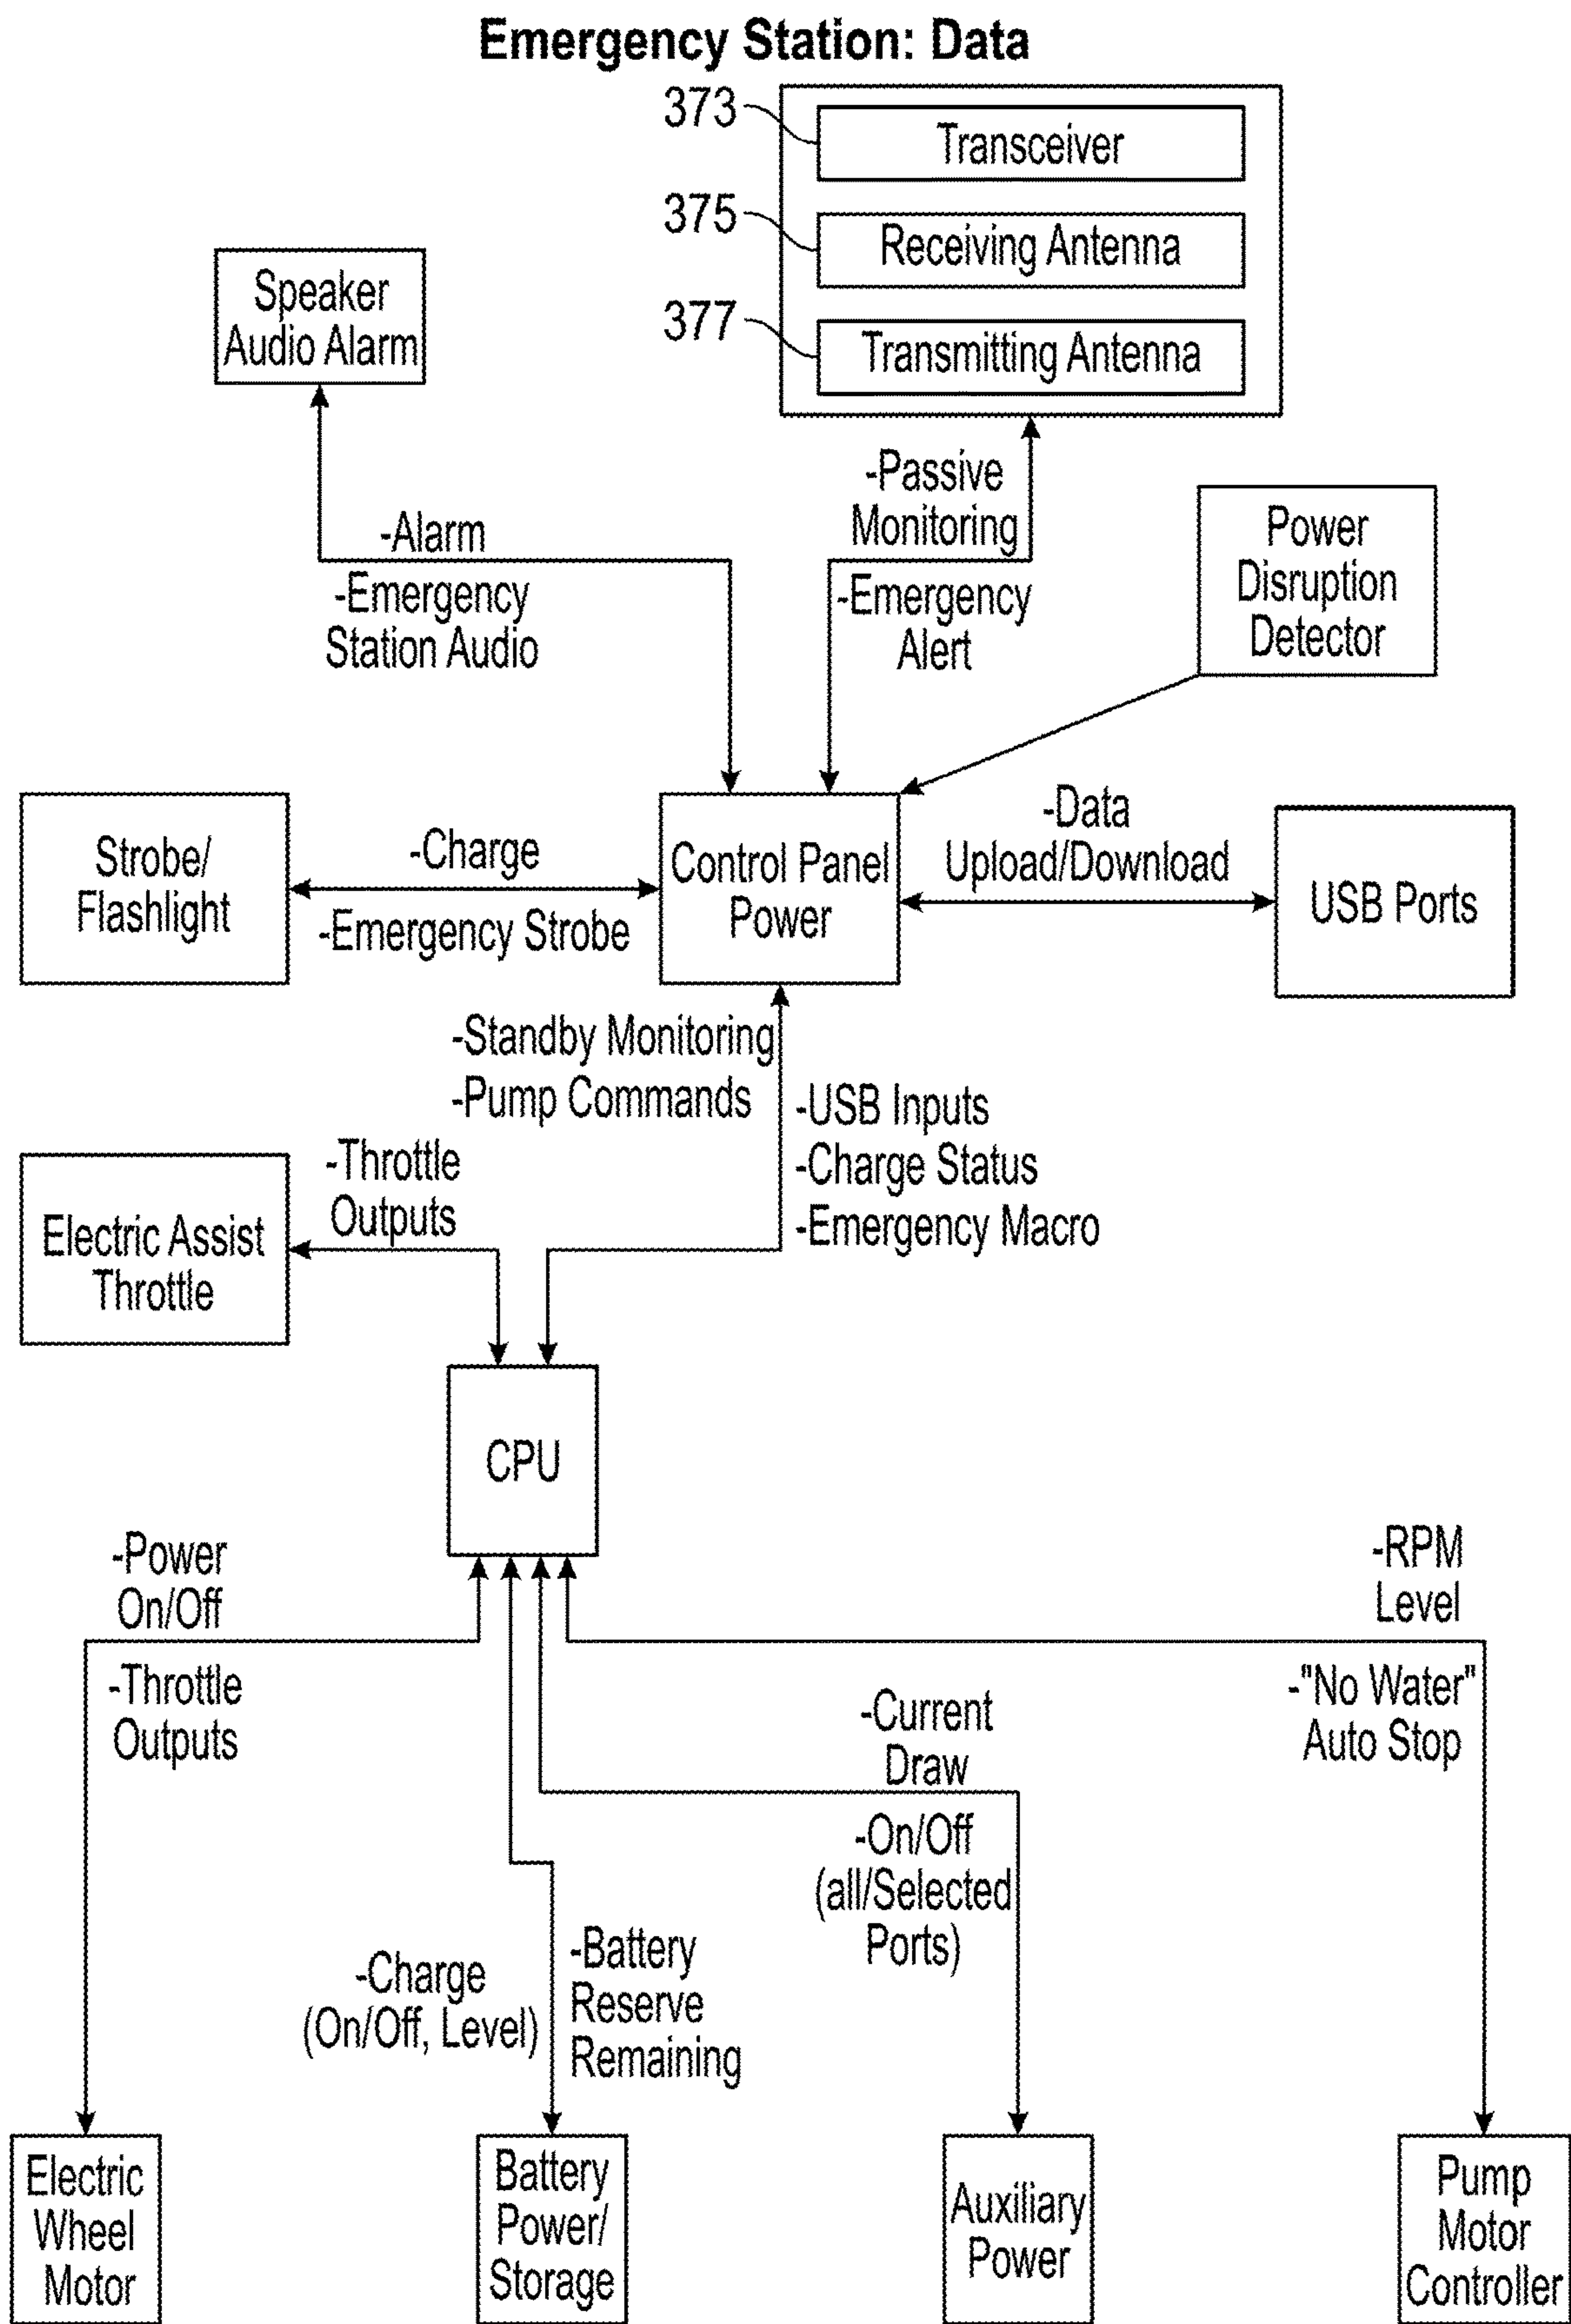 Emergency Station: Data
373
Transceiver
375
Receiving Antenna
377
Transmitting Antenna
Speaker
Audio Alarm
-Passive
Monitoring
-Emergency
Alert
-Alarm
-Emergency
Station Audio
Power
Disruption
Detector
Strobe/
Flashlight
-Charge
-Emergency Strobe
Control Panel
Power
-Data
Upload/Download
USB Ports
-Standby Monitoring
-Pump Commands
-USB Inputs
-Charge Status
-Emergency Macro
-Throttle
Outputs
Electric Assist
Throttle
CPU
-Power
On/Off
-Throttle
Outputs
-RPM
Level
-"No Water"
Auto Stop
-Current
Draw
-On/Off
(all/Selected
Ports)
-Charge
(On/Off, Level)
-Battery
Reserve
Remaining
Electric
Wheel
Motor
Battery
Power/
Storage
Auxiliary
Power
Pump
Motor
Controller